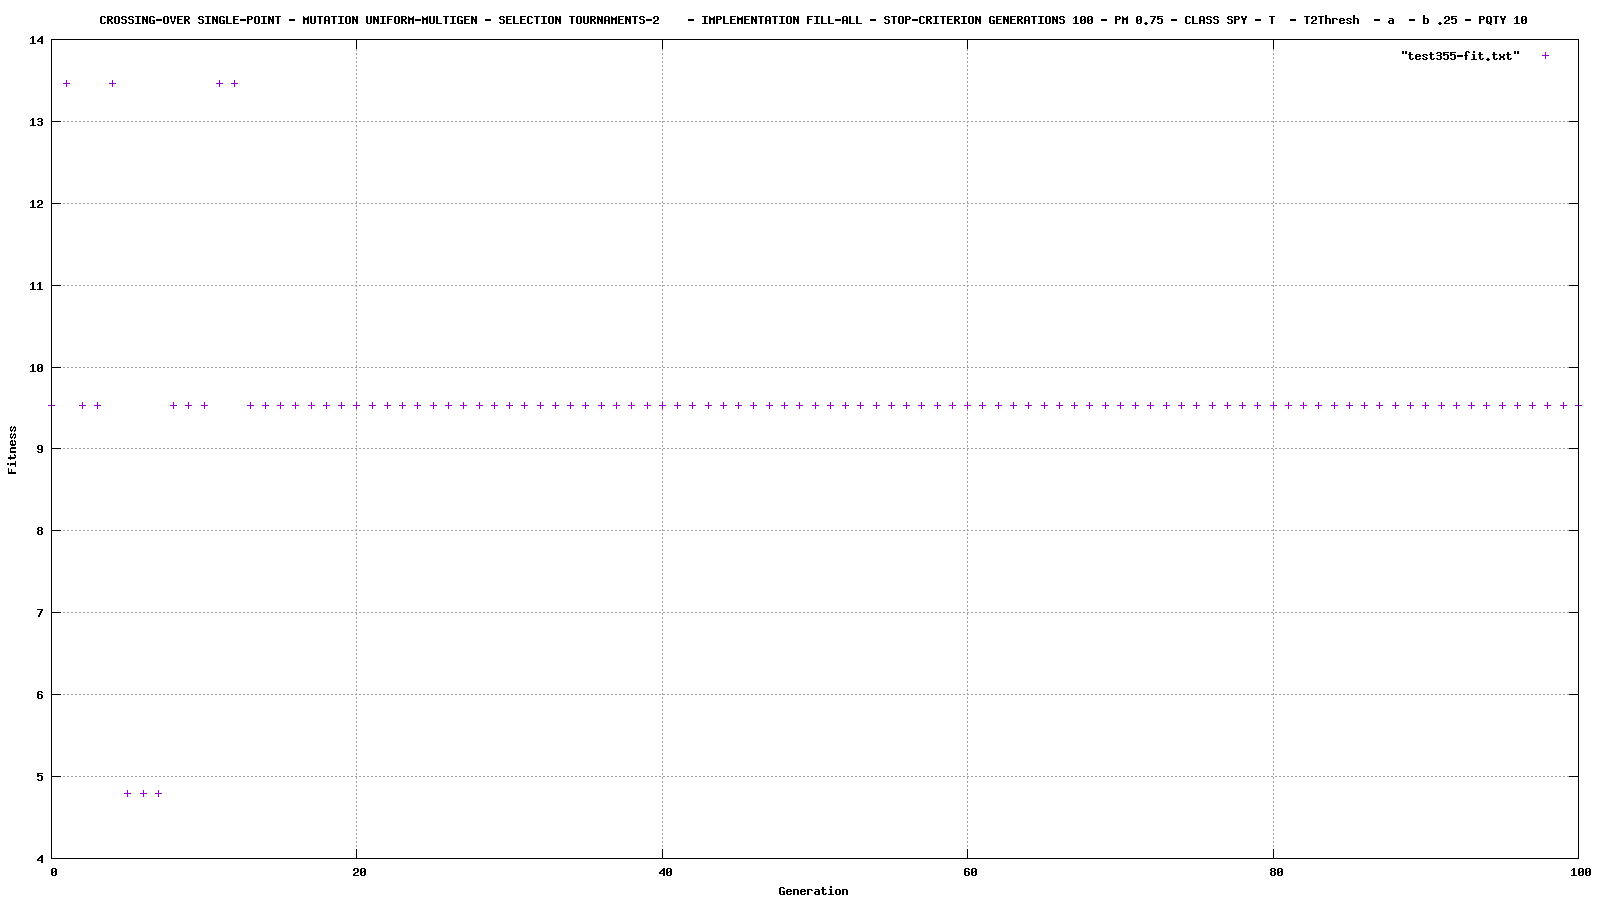 CROSSING-OVER SINGLE-POINT - MUTATION UNIFORM-MULTIGEN - SELECTION TOURNAMENTS-2    - IMPLEMENTATION FILL-ALL - STOP-CRITERION GENERATIONS 100 - PM 0.75 - CLASS SPY - T  - T2Thresh  - a  - b .25 - PQTY 10
"test355-fit.txt"
14
13
12
11
10
9
8
7
6
5
4
Fitness
0 20 40 60 80 100
Generation